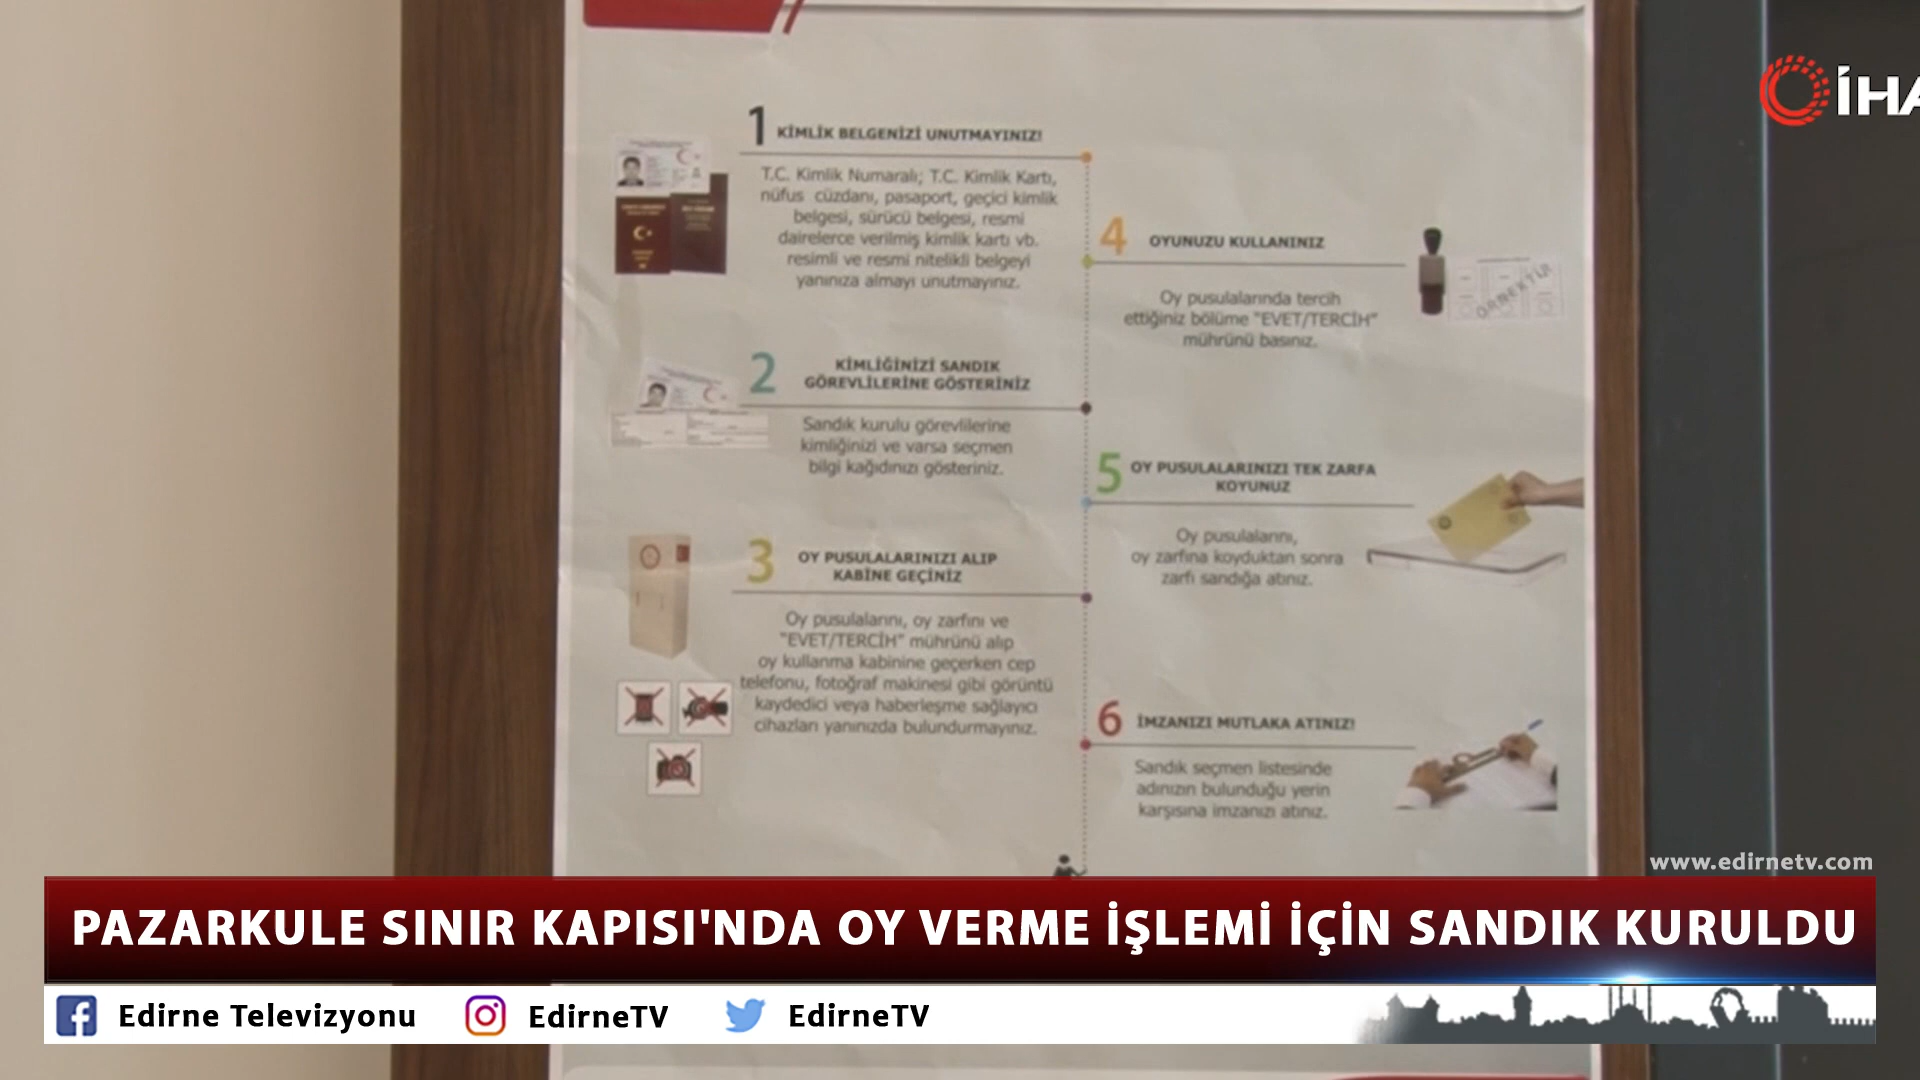 İHA
1 KİMLİK BELGENİZİ UNUTMAYINIZ!
T.C. Kimlik Numaralı; T.C. Kimlik Kartı,
nüfus cüzdanı, pasaport, geçici kimlik
belgesi, sürücü belgesi, resmi
dairelerce verilmiş kimlik kartı vb.
resimli ve resmi nitelikli belgeyi
yanınıza almayı unutmayınız.
2 KİMLİĞİNİZİ SANDIK
GÖREVLİLERİNE GÖSTERİNİZ
Sandık kurulu görevlilerine
kimliğinizi ve varsa seçmen
bilgi kağıdınızı gösteriniz.
3 OY PUSULALARINIZI ALIP
KABİNE GEÇİNİZ
Oy pusulalarını, oy zarfını ve
"EVET/TERCİH" mührünü alıp
oy kullanma kabinine geçerken cep
telefonu, fotoğraf makinesi gibi görüntü
kaydedici veya haberleşme sağlayıcı
cihazları yanınızda bulundurmayınız.
4 OYUNUZU KULLANINIZ
Oy pusulalarında tercih
ettiğiniz bölüme "EVET/TERCİH"
mührünü basınız.
ÖRNEKTİR
5 OY PUSULALARINIZI TEK ZARFA
KOYUNUZ
Oy pusulalarını,
oy zarfına koyduktan sonra
zarfı sandığa atınız.
6 İMZANIZI MUTLAKA ATINIZ!
Sandık seçmen listesinde
adınızın bulunduğu yerin
karşısına imzanızı atınız.
www.edirnetv.com
PAZARKULE SINIR KAPISI'NDA OY VERME İŞLEMİ İÇİN SANDIK KURULDU
Edirne Televizyonu
EdirneTV
EdirneTV